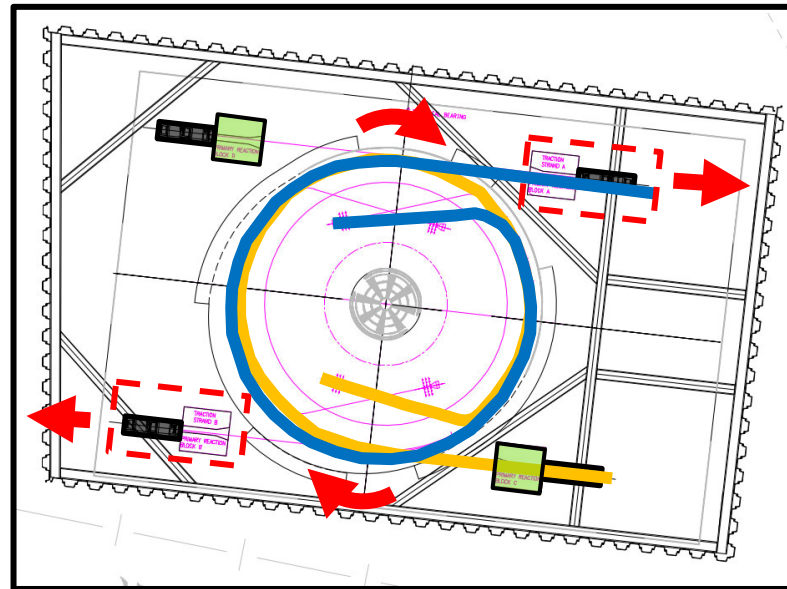 BEARING
PRIMARY REACTION
BLOCK D
TRACTION
STRAND A
BLOCK A
TRACTION
STRAND B
PRIMARY REACTION
BLOCK B
PRIMARY REACTION
BLOCK C